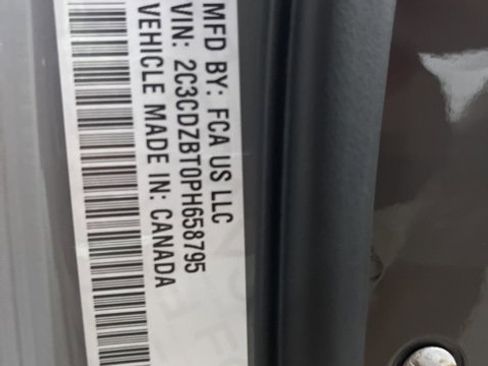 MFD BY: FCA US LLC
VIN: 2C3CDZBT0PH658795
VEHICLE MADE IN: CANADA